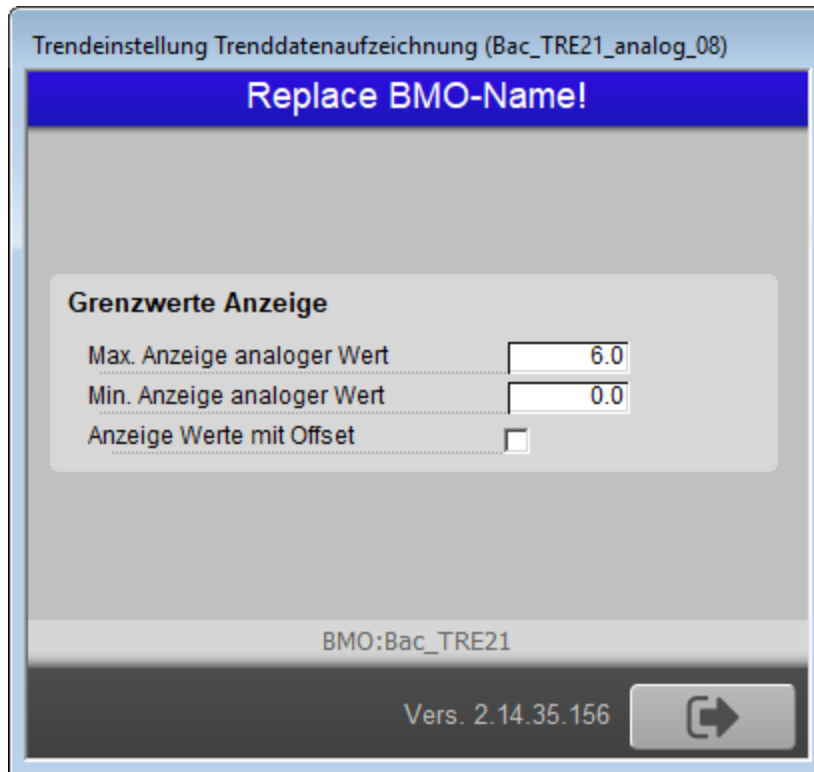 Trendeinstellung Trenddatenaufzeichnung (Bac_TRE21_analog_08)
Replace BMO-Name!
Grenzwerte Anzeige
Max. Anzeige analoger Wert 6.0
Min. Anzeige analoger Wert 0.0
Anzeige Werte mit Offset
BMO:Bac_TRE21
Vers. 2.14.35.156